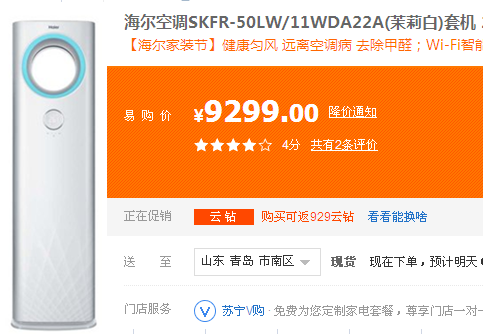 海尔空调SKFR-50LW/11WDA22A(茉莉白)套机
【海尔家装节】健康匀风 远离空调病 去除甲醛；Wi-Fi智能
易购价 ¥9299.00 降价通知
4分 共有2条评价
正在促销 云钻 购买可返929云钻 看看能换啥
送至 山东 青岛 市南区 现货 现在下单，预计明天
门店服务 V 苏宁V购 - 免费为您定制家电套餐，尊享门店一对一